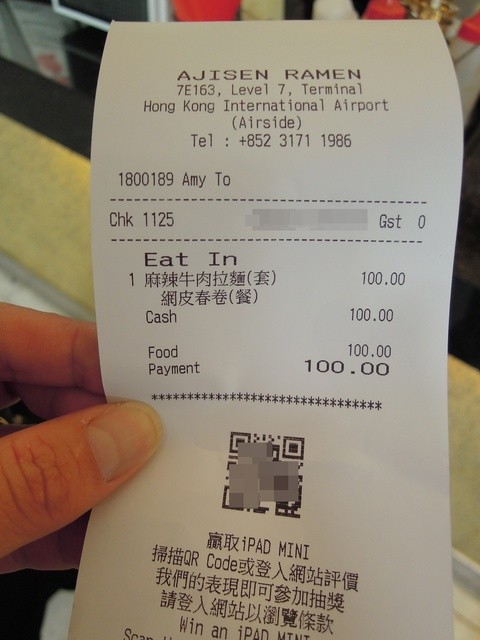 AJISEN RAMEN
7E163, Level 7, Terminal
Hong Kong International Airport
(Airside)
Tel : +852 3171 1986
1800189 Amy To
Chk 1125 Gst 0
Eat In
1 麻辣牛肉拉麵(套) 100.00
網皮春卷(餐)
Cash 100.00
Food 100.00
Payment 100.00
*******************************
贏取iPAD MINI
掃描QR Code或登入網站評價
我們的表現即可參加抽獎
請登入網站以瀏覽條款
Win an iPAD MINI